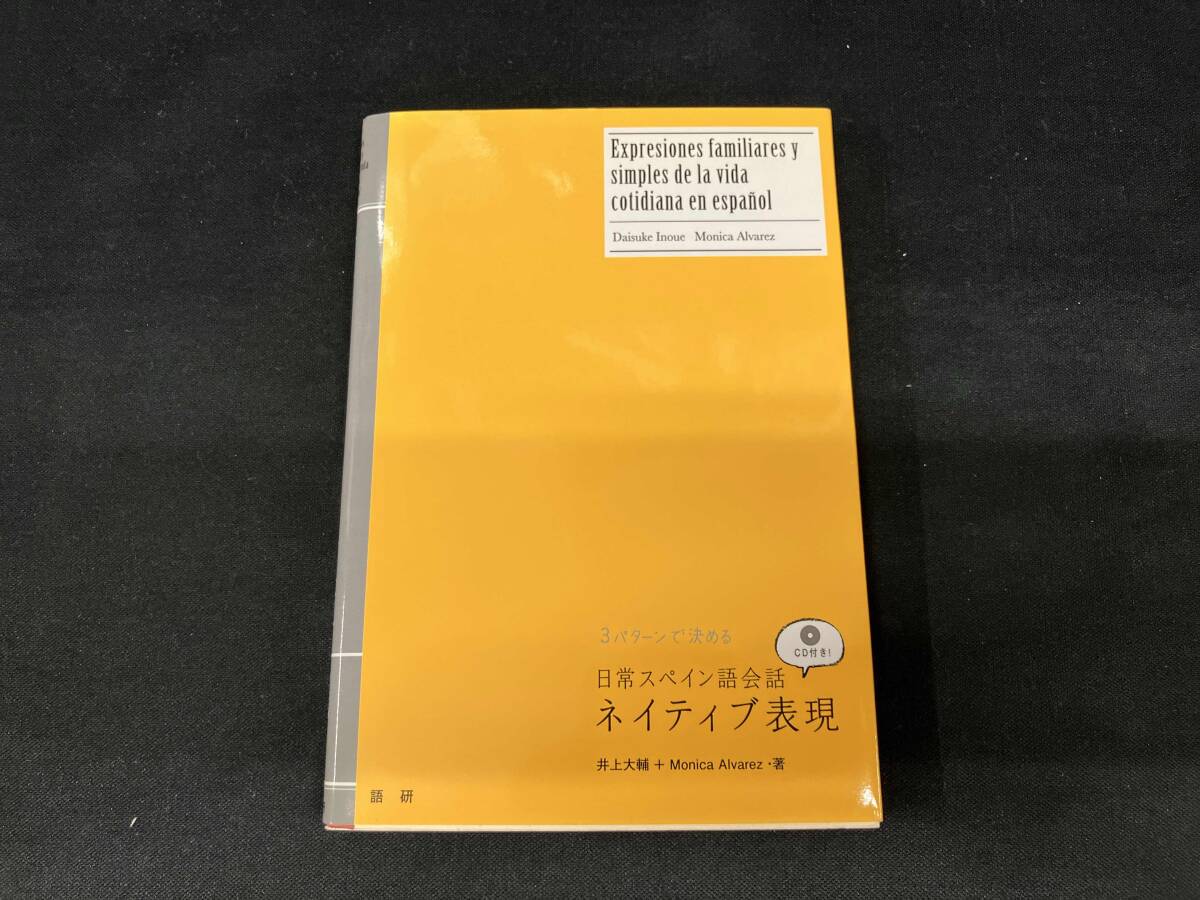 Expresiones familiares y
simples de la vida
cotidiana en español
Daisuke Inoue Monica Alvarez
3パターンで決める
CD付き!
日常スペイン語会話
ネイティブ表現
井上大輔 + Monica Alvarez・著
語研